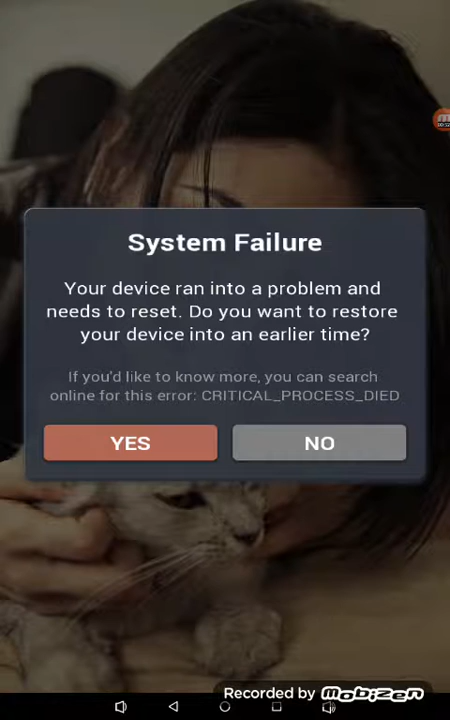 System Failure
Your device ran into a problem and
needs to reset. Do you want to restore
your device into an earlier time?
If you'd like to know more, you can search
online for this error: CRITICAL_PROCESS_DIED
YES
NO
Recorded by mobizen